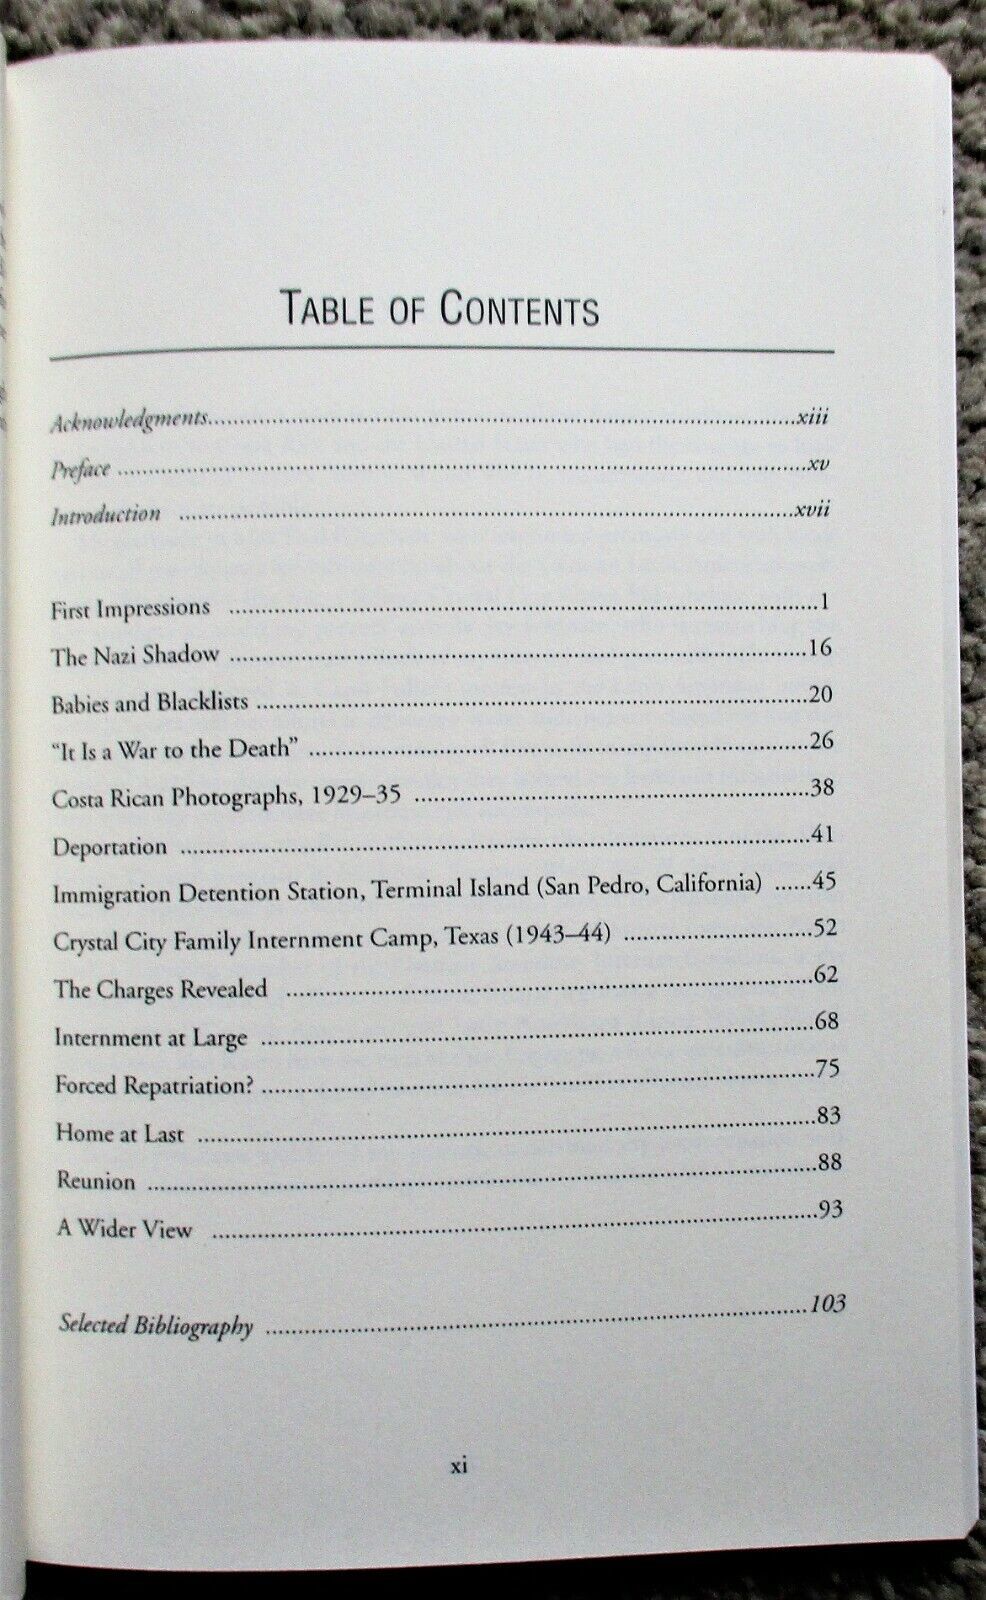 TABLE OF CONTENTS
Acknowledgments..........xiii
Preface..........xv
Introduction..........xvii
First Impressions..........1
The Nazi Shadow..........16
Babies and Blacklists..........20
“It Is a War to the Death”..........26
Costa Rican Photographs, 1929–35..........38
Deportation..........41
Immigration Detention Station, Terminal Island (San Pedro, California)......45
Crystal City Family Internment Camp, Texas (1943–44)..........52
The Charges Revealed..........62
Internment at Large..........68
Forced Repatriation?..........75
Home at Last..........83
Reunion..........88
A Wider View..........93
Selected Bibliography..........103
xi